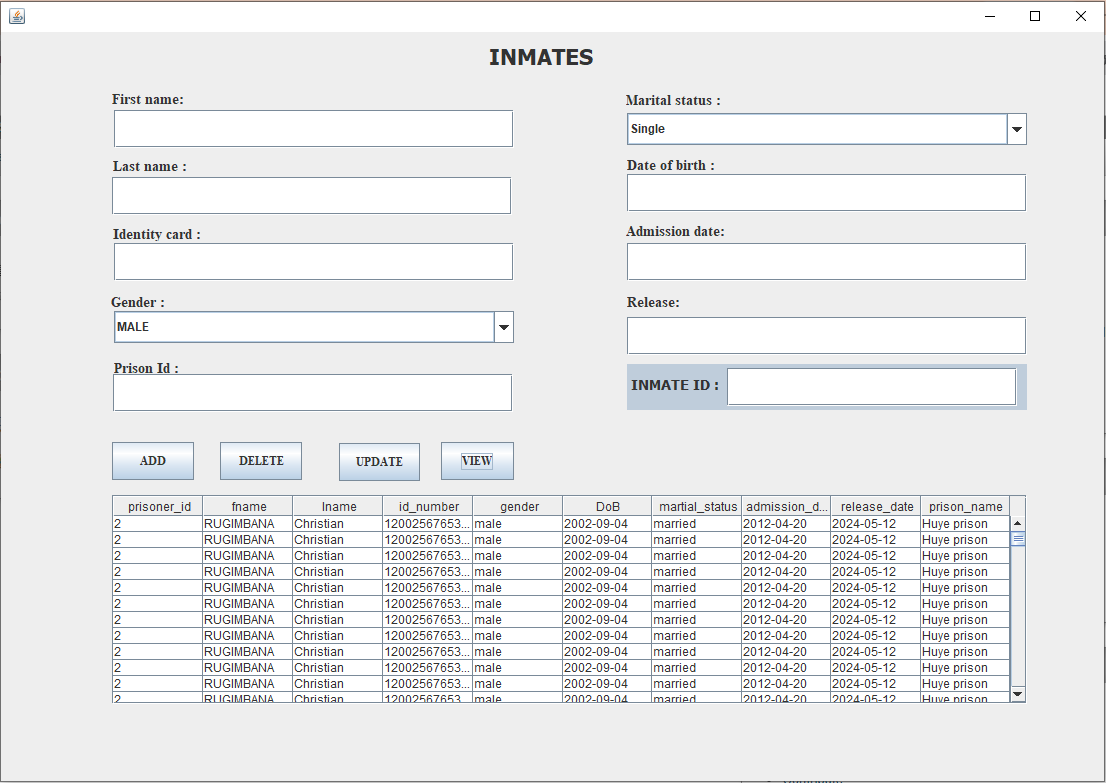 INMATES
First name:
Marital status :
Single
Last name :
Date of birth :
Identity card :
Admission date:
Gender :
MALE
Release:
Prison Id :
INMATE ID :
ADD DELETE UPDATE VIEW
prisoner_id fname lname id_number gender DoB martial_status admission_d... release_date prison_name
2 RUGIMBANA Christian 12002567653... male 2002-09-04 married 2012-04-20 2024-05-12 Huye prison
2 RUGIMBANA Christian 12002567653... male 2002-09-04 married 2012-04-20 2024-05-12 Huye prison
2 RUGIMBANA Christian 12002567653... male 2002-09-04 married 2012-04-20 2024-05-12 Huye prison
2 RUGIMBANA Christian 12002567653... male 2002-09-04 married 2012-04-20 2024-05-12 Huye prison
2 RUGIMBANA Christian 12002567653... male 2002-09-04 married 2012-04-20 2024-05-12 Huye prison
2 RUGIMBANA Christian 12002567653... male 2002-09-04 married 2012-04-20 2024-05-12 Huye prison
2 RUGIMBANA Christian 12002567653... male 2002-09-04 married 2012-04-20 2024-05-12 Huye prison
2 RUGIMBANA Christian 12002567653... male 2002-09-04 married 2012-04-20 2024-05-12 Huye prison
2 RUGIMBANA Christian 12002567653... male 2002-09-04 married 2012-04-20 2024-05-12 Huye prison
2 RUGIMBANA Christian 12002567653... male 2002-09-04 married 2012-04-20 2024-05-12 Huye prison
2 RUGIMBANA Christian 12002567653... male 2002-09-04 married 2012-04-20 2024-05-12 Huye prison
2 RUGIMBANA Christian 12002567653... male 2002-09-04 married 2012-04-20 2024-05-12 Huye prison